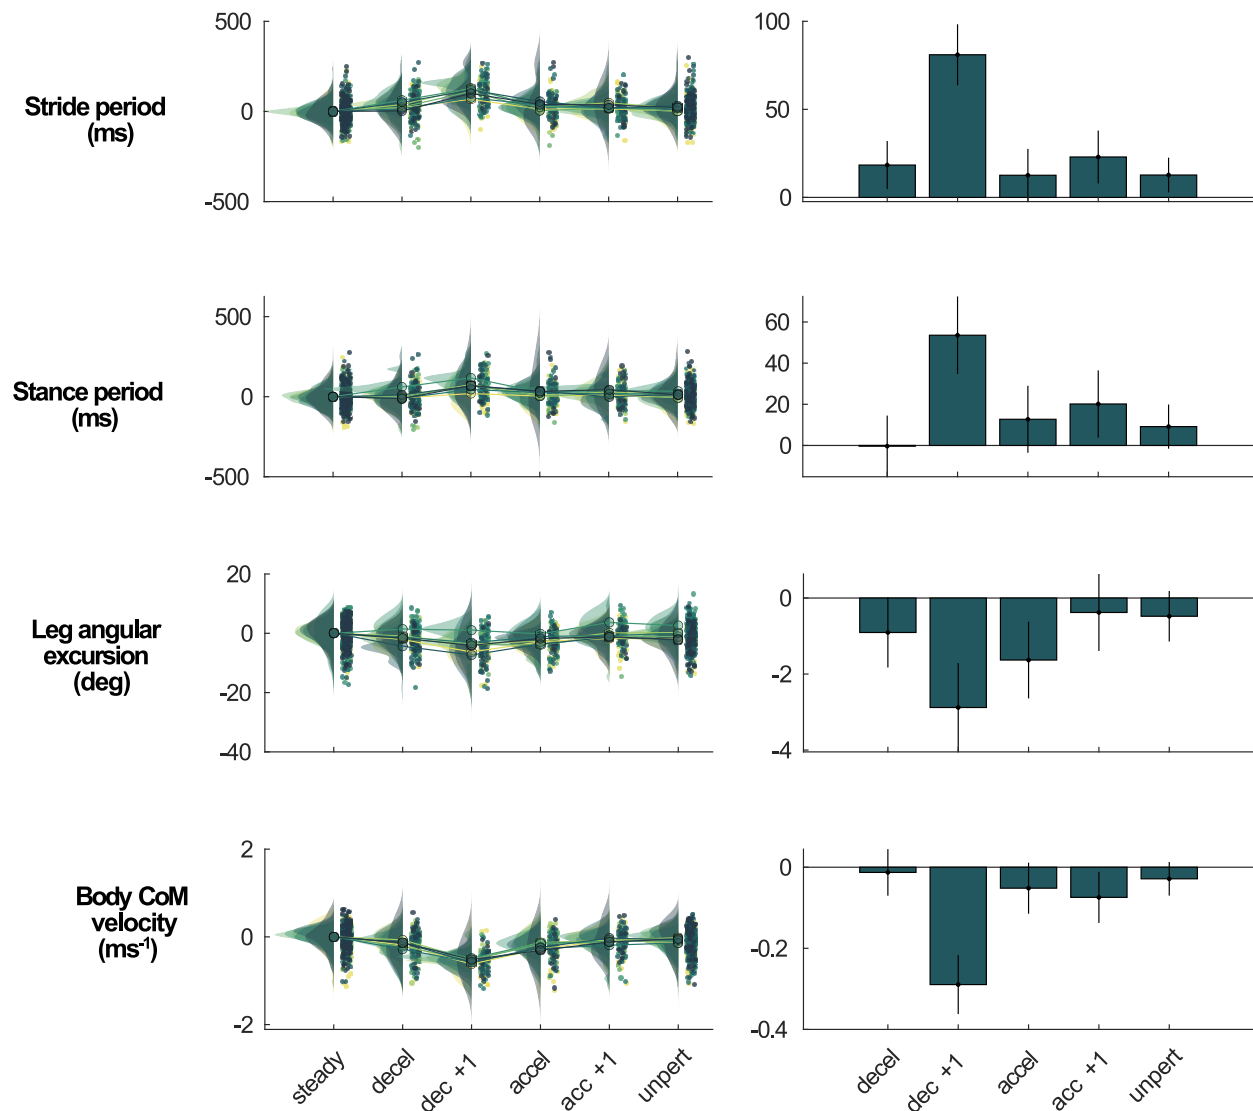 Stride period
(ms)
500
0
-500
100
50
0
Stance period
(ms)
500
0
-500
60
40
20
0
Leg angular
excursion
(deg)
20
0
-20
-40
0
-2
-4
Body CoM
velocity
(ms⁻¹)
2
0
-2
0
-0.2
-0.4
steady
decel
dec +1
accel
acc +1
unpert
decel
dec +1
accel
acc +1
unpert